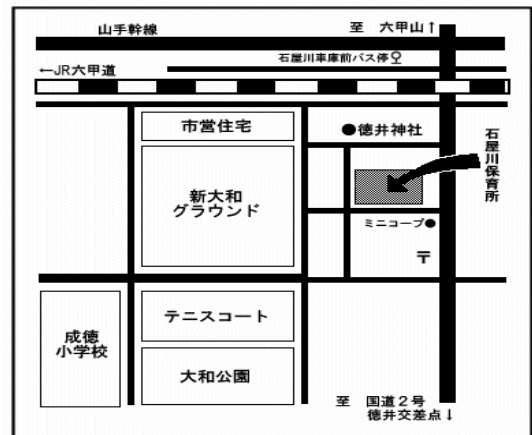 山手幹線
至 六甲山↑
石屋川車庫前バス停
←JR六甲道
市営住宅
●徳井神社
石屋川保育所
新大和
グラウンド
ミニコープ●
〒
テニスコート
成徳
小学校
大和公園
至 国道2号
徳井交差点↓